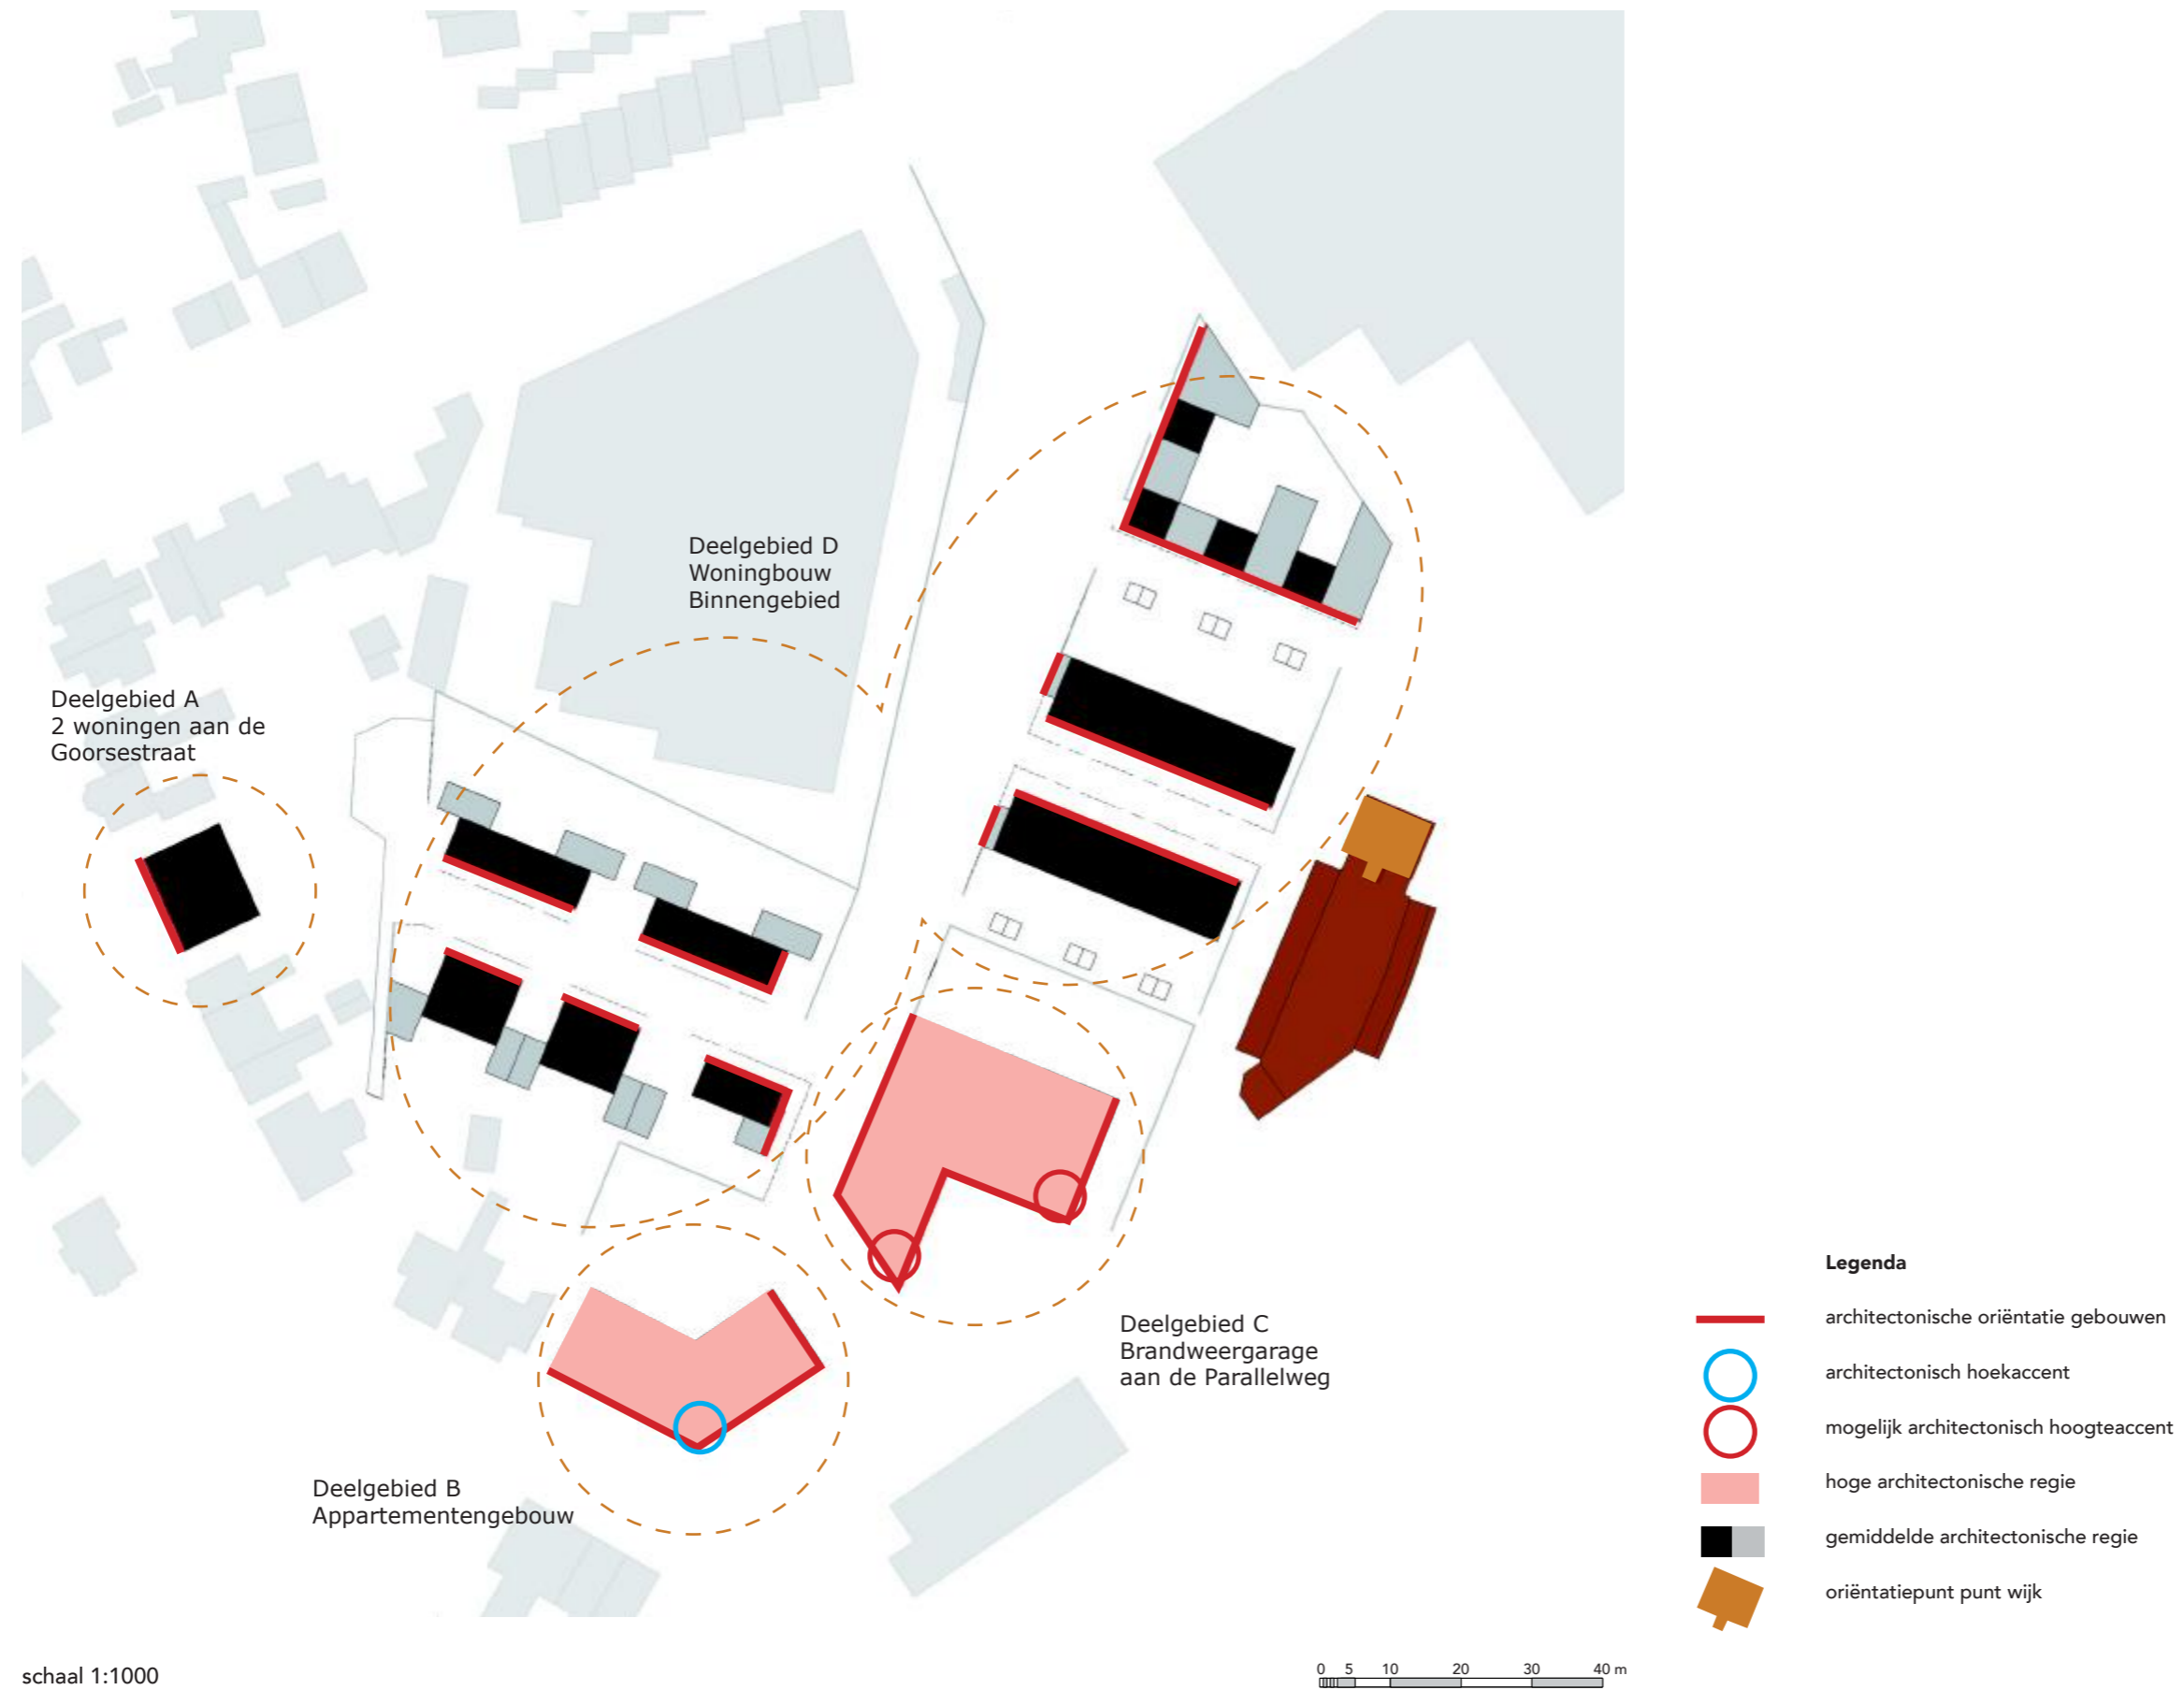 Deelgebied D
Woningbouw
Binnengebied
Deelgebied A
2 woningen aan de
Goorsestraat
Deelgebied C
Brandweergarage
aan de Parallelweg
Deelgebied B
Appartementengebouw
Legenda
architectonische oriëntatie gebouwen
architectonisch hoekaccent
mogelijk architectonisch hoogteaccent
hoge architectonische regie
gemiddelde architectonische regie
oriëntatiepunt punt wijk
schaal 1:1000
0 5 10 20 30 40 m